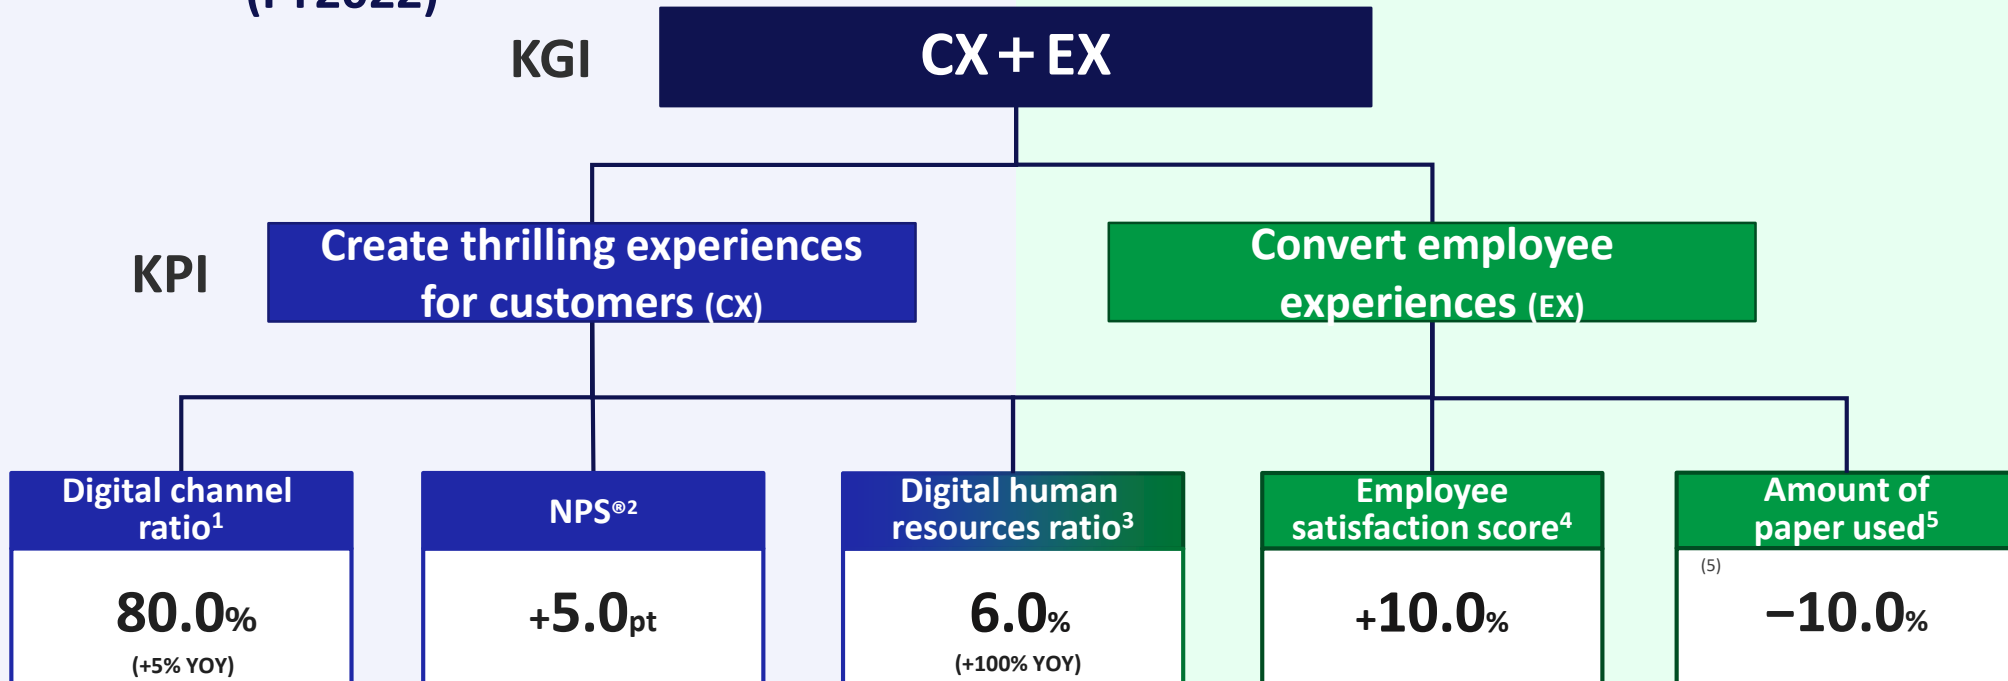 (FY2022)
KGI
CX+EX
KPI
Create thrilling experiences
for customers (CX)
Convert employee
experiences (EX)
Digital channel
ratio1
NPS®2
Digital human
resources ratio3
Employee
satisfaction score4
Amount of
paper used5
80.0%
(+5% YOY)
+5.0pt
6.0%
(+100% YOY)
+10.0%
(5)
−10.0%